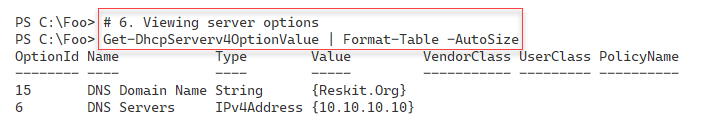 PS C:\Foo> # 6. Viewing server options
PS C:\Foo> Get-DhcpServerv4OptionValue | Format-Table -AutoSize
OptionId Name            Type        Value         VendorClass UserClass PolicyName
-------- ----            ----        -----         ----------- --------- ----------
15       DNS Domain Name String      {Reskit.Org}
6        DNS Servers     IPv4Address {10.10.10.10}